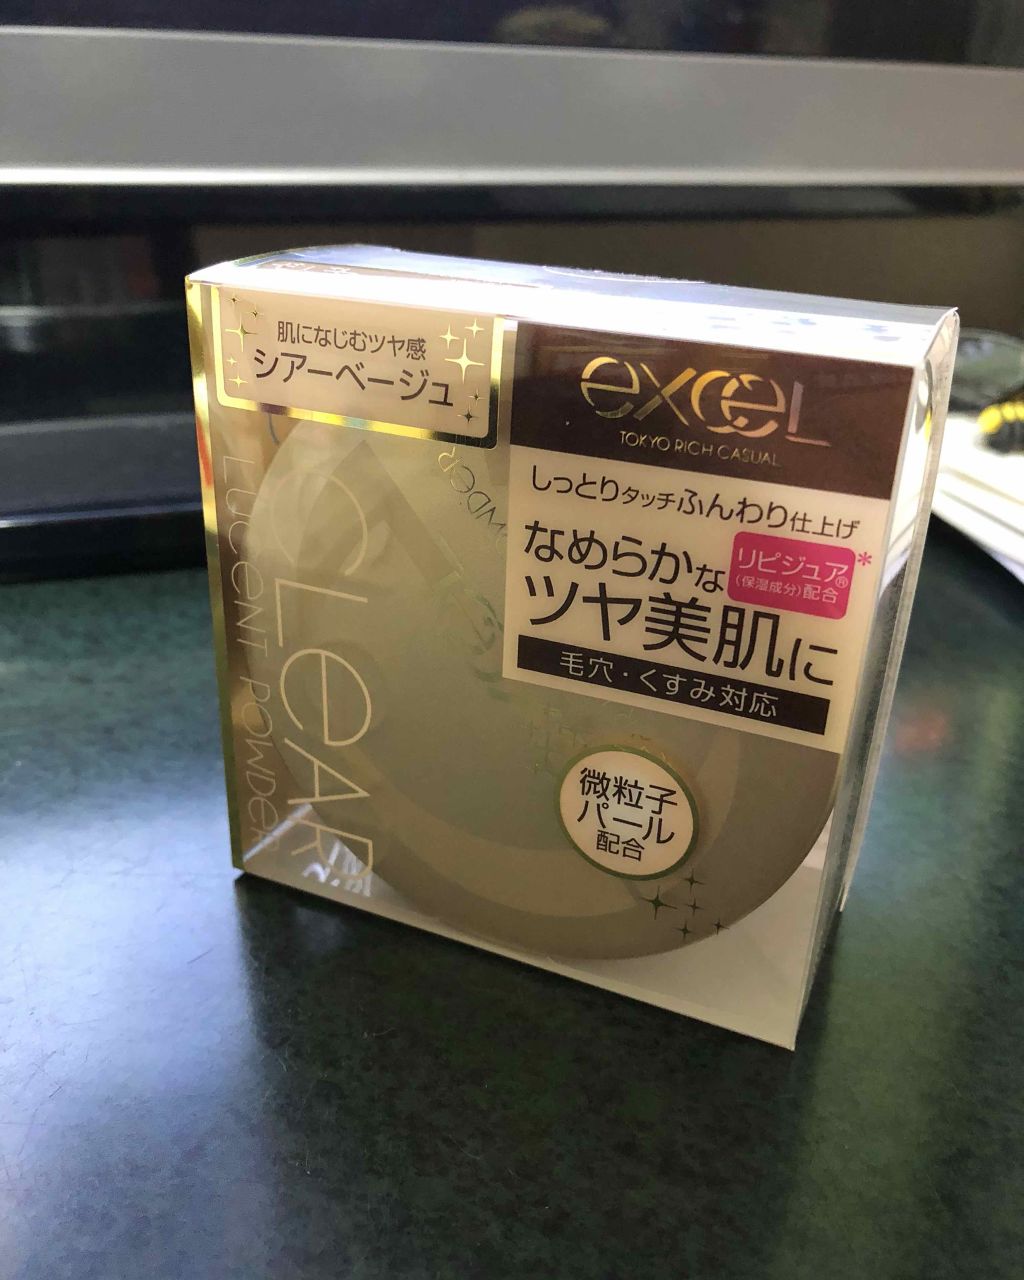 肌になじむツヤ感
シアーベージュ
excel
TOKYO RICH CASUAL
しっとりタッチふんわり仕上げ
なめらかな
リピジュア®*
(保湿成分)配合
ツヤ美肌に
毛穴・くすみ対応
微粒子
パール
配合
CLEAR
LUCENT POWDER